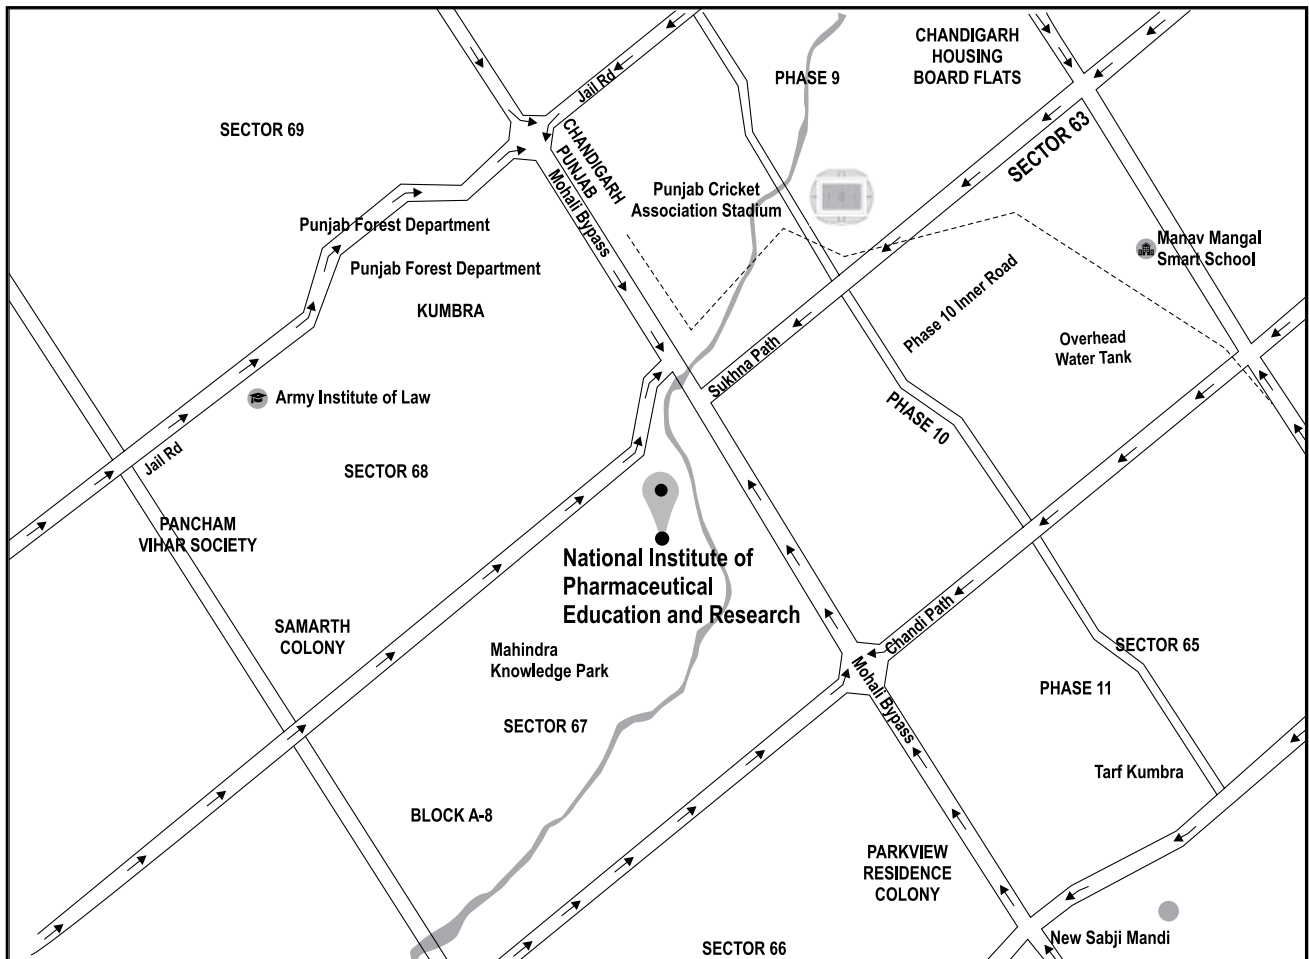 CHANDIGARH
HOUSING
BOARD FLATS
PHASE 9
Jail Rd
SECTOR 69
CHANDIGARH
PUNJAB
Mohali Bypass
SECTOR 63
Punjab Cricket
Association Stadium
Punjab Forest Department
Punjab Forest Department
Manav Mangal
Smart School
KUMBRA
Phase 10 Inner Road
Overhead
Water Tank
Sukhna Path
Army Institute of Law
PHASE 10
Jail Rd
SECTOR 68
PANCHAM
VIHAR SOCIETY
National Institute of
Pharmaceutical
Education and Research
SAMARTH
COLONY
Chandi Path
SECTOR 65
Mahindra
Knowledge Park
Mohali Bypass
PHASE 11
SECTOR 67
Tarf Kumbra
BLOCK A-8
PARKVIEW
RESIDENCE
COLONY
New Sabji Mandi
SECTOR 66